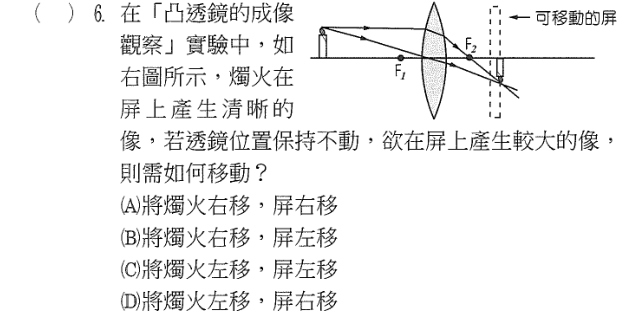 (　) 6. 在「凸透鏡的成像
觀察」實驗中，如
右圖所示，燭火在
屏上產生清晰的
像，若透鏡位置保持不動，欲在屏上產生較大的像，
則需如何移動？
(A)將燭火右移，屏右移
(B)將燭火右移，屏左移
(C)將燭火左移，屏左移
(D)將燭火左移，屏右移
可移動的屏
F₂
F₁